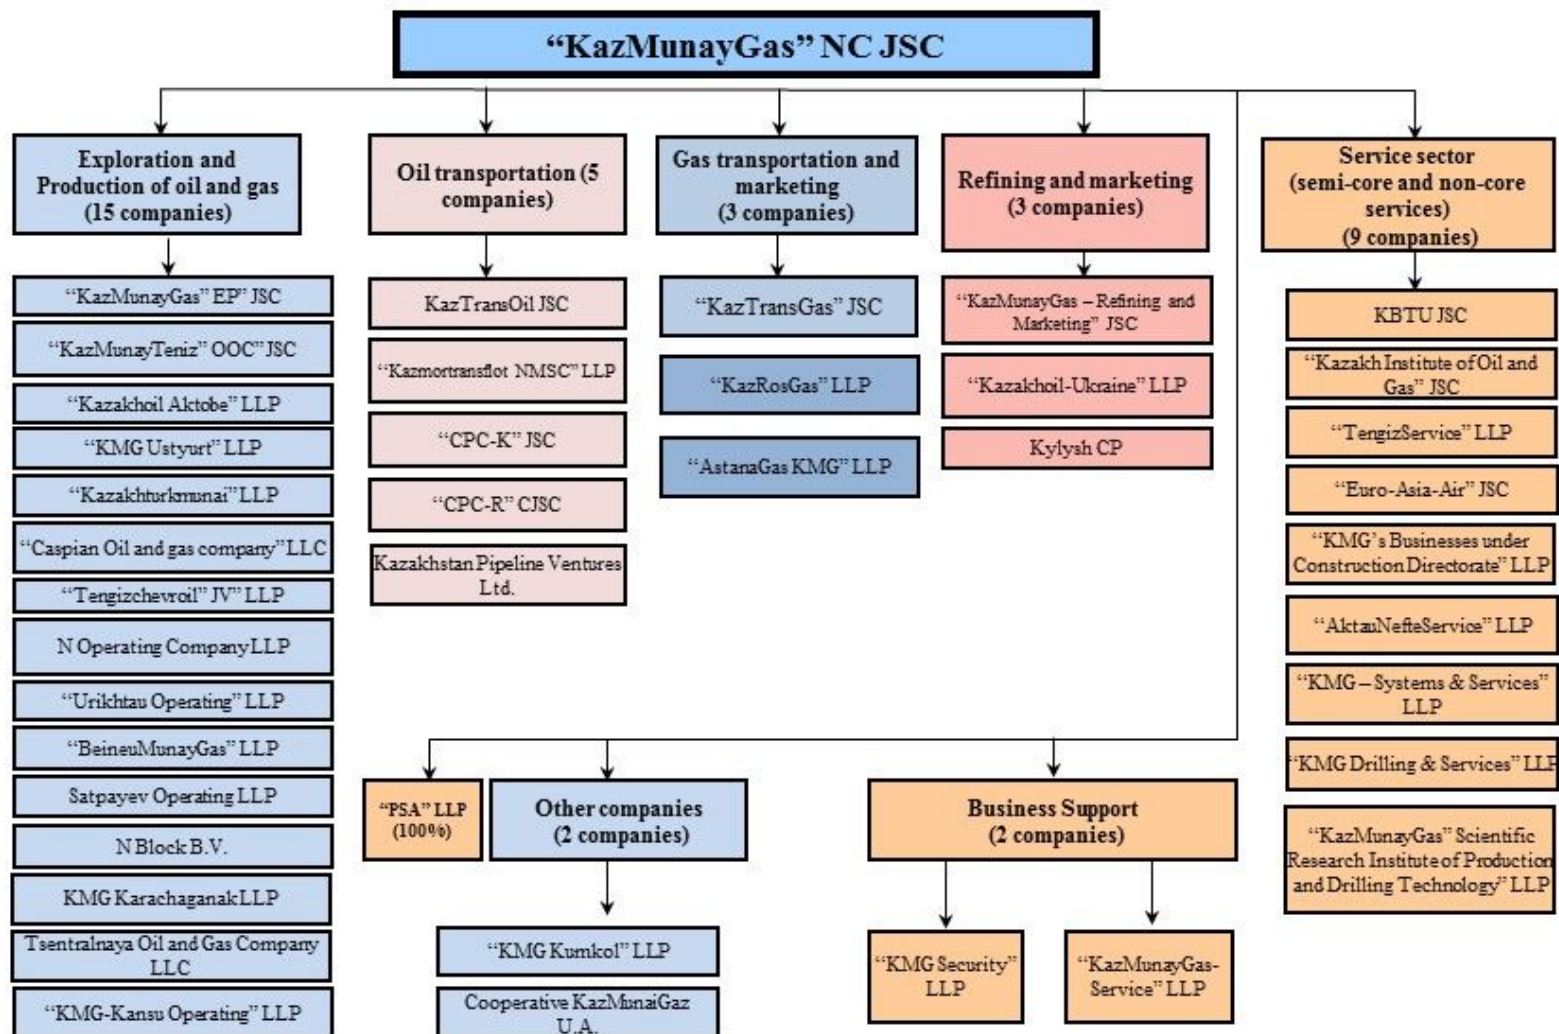 “KazMunayGas” NC JSC
Exploration and
Production of oil and gas
(15 companies)
“KazMunayGas” EP” JSC
“KazMunayTeniz” OOC”JSC
“Kazakhoil Aktobe” LLP
“KMG Ustyurt” LLP
“Kazakhturkmunai” LLP
“Caspian Oil and gas company”LLC
“Tengizchevroil” JV” LLP
N Operating Company LLP
“Urikhtau Operating” LLP
“BeineuMunayGas” LLP
Satpayev Operating LLP
N Block B.V.
KMG Karachaganak LLP
Tsentralnaya Oil and Gas Company
LLC
“KMG-Kansu Operating” LLP
Oil transportation (5
companies)
KazTransOil JSC
“Kazmortransflot NMSC” LLP
“CPC-K” JSC
“CPC-R” CJSC
Kazakhstan Pipeline Ventures
Ltd.
Gas transportation and
marketing
(3 companies)
“KazTransGas” JSC
“KazRosGas” LLP
“AstanaGas KMG” LLP
Refining and marketing
(3 companies)
“KazMunayGas – Refining and
Marketing” JSC
“Kazakhoil-Ukraine” LLP
Kylysh CP
Service sector
(semi-core and non-core
services)
(9 companies)
KBTU JSC
“Kazakh Institute of Oil and
Gas” JSC
“TengizService” LLP
“Euro-Asia-Air” JSC
“KMG’s Businesses under
Construction Directorate” LLP
“AktauNefteService” LLP
“KMG – Systems & Services”
LLP
“KMG Drilling & Services” LLP
“KazMunayGas” Scientific
Research Institute of Production
and Drilling Technology” LLP
“PSA” LLP
(100%)
Other companies
(2 companies)
“KMG Kumkol” LLP
Cooperative KazMunaiGaz
U.A.
Business Support
(2 companies)
“KMG Security”
LLP
“KazMunayGas-
Service” LLP